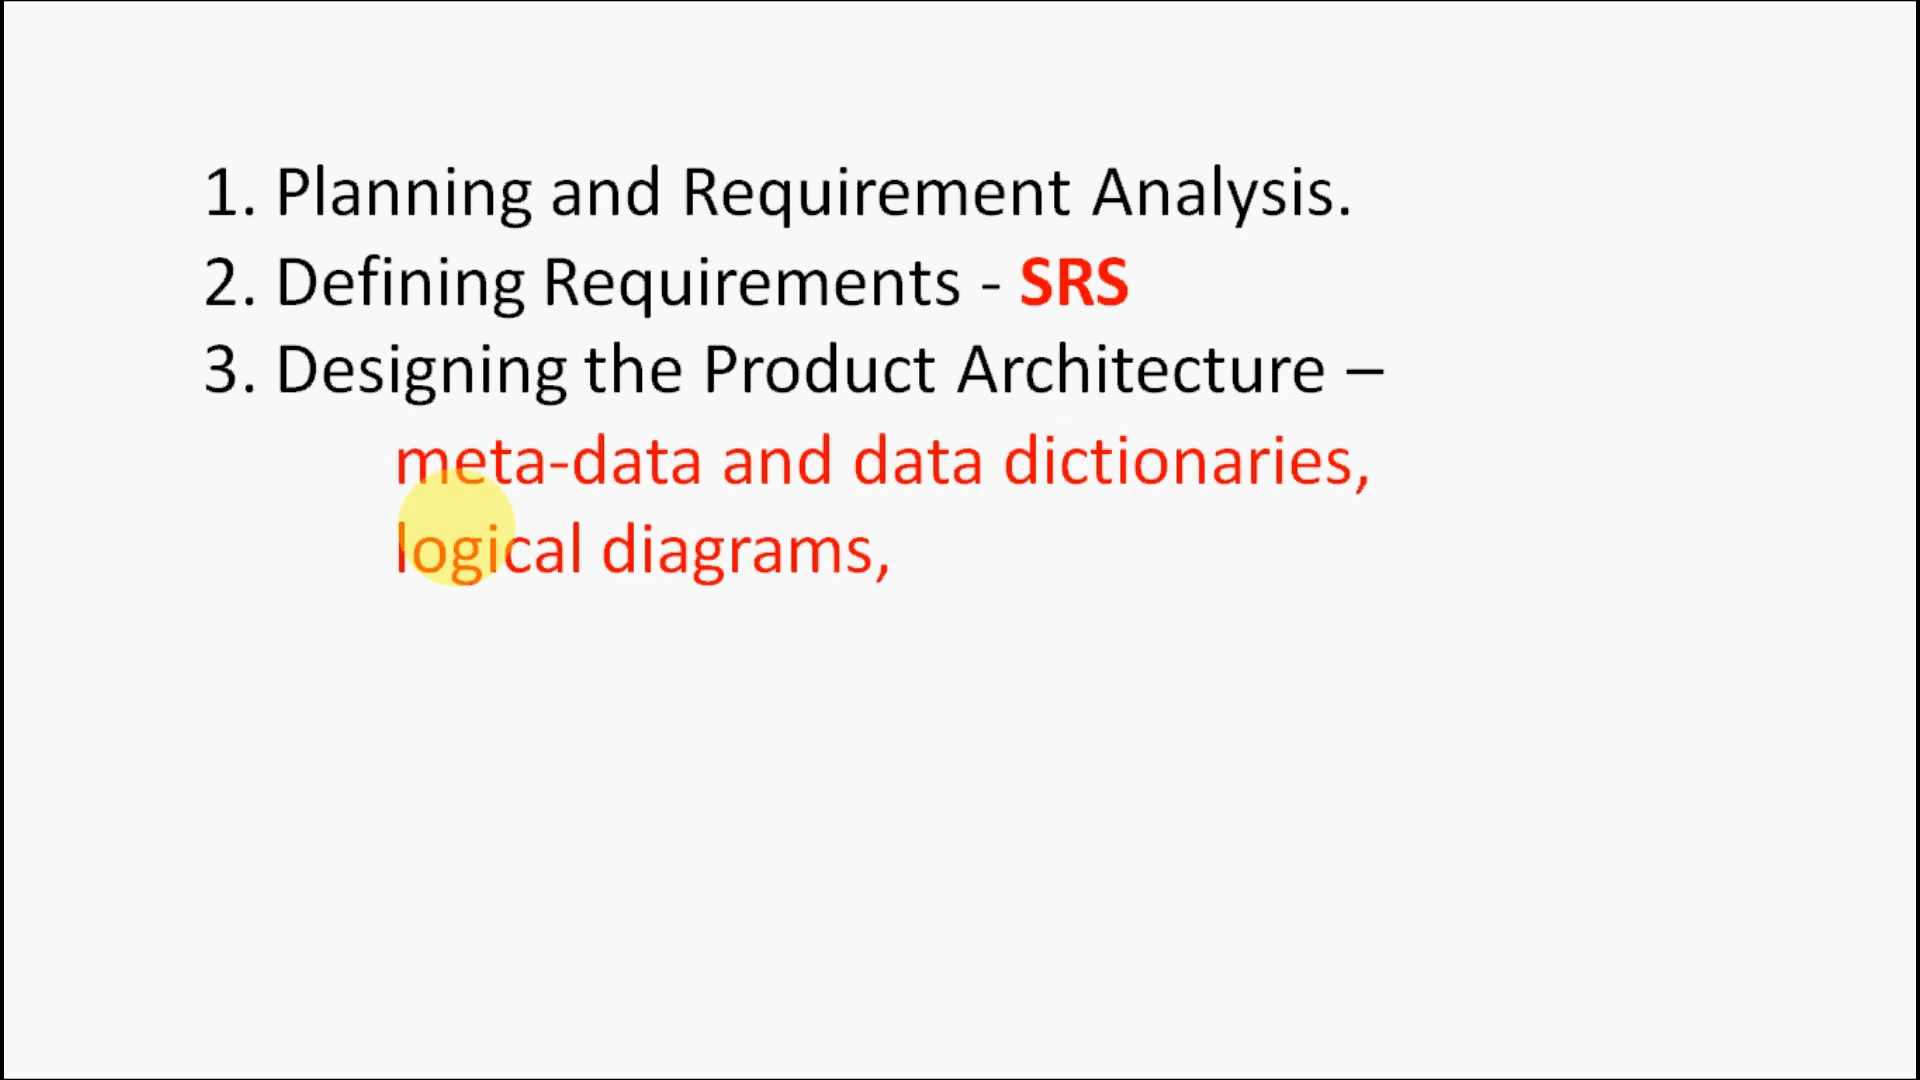 1. Planning and Requirement Analysis.
2. Defining Requirements - SRS
3. Designing the Product Architecture –
meta-data and data dictionaries,
logical diagrams,